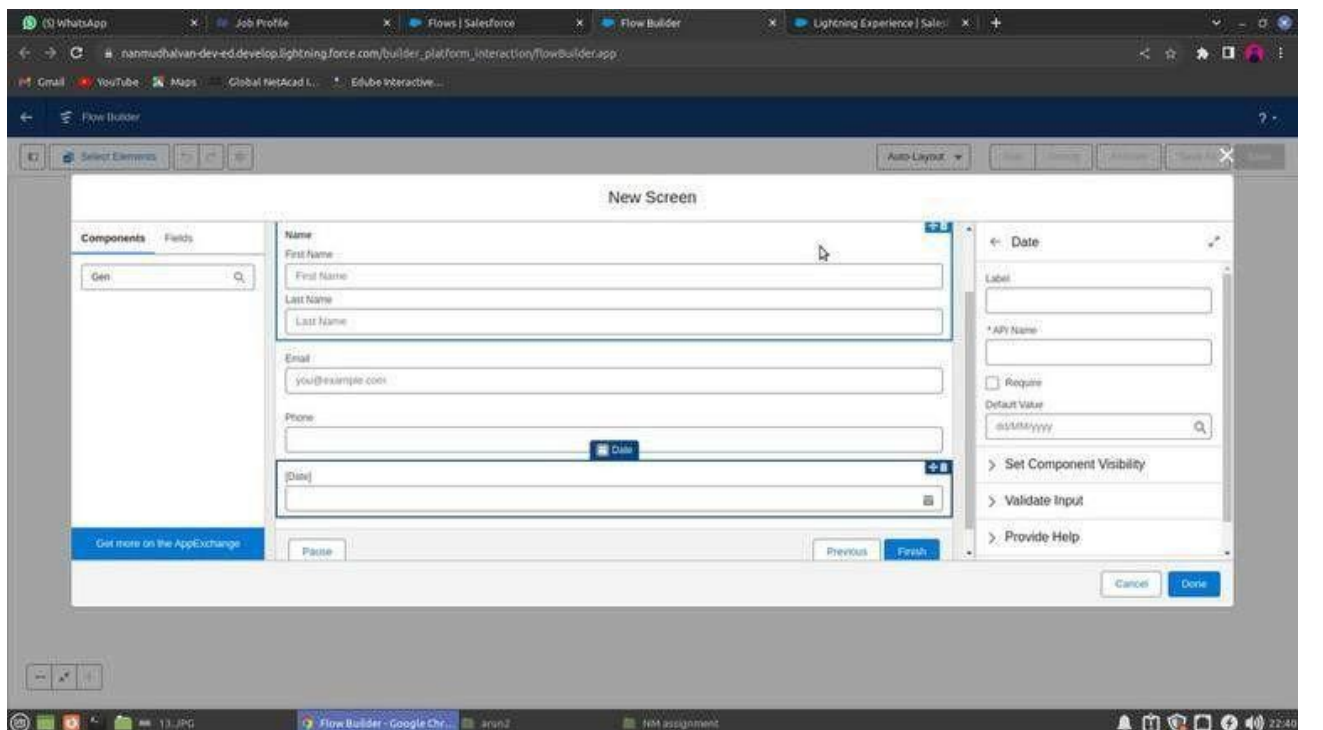 (5) WhatsApp
Job Profile
Flows | Salesforce
Flow Builder
Lightning Experience | Sales
nanmudhalvan-dev-ed.develop.lightning.force.com/builder_platform_interaction/flowBuilder.app
Gmail YouTube Maps Global NetAcad I... Edube Interactive...
Flow Builder ?
Select Elements Auto-Layout
New Screen
Components Fields
Gen
Get more on the AppExchange
Name
First Name
First Name
Last Name
Last Name
Email
you@example.com
Phone
Date
[Date]
Pause Previous Finish
Date
Label
* API Name
Require
Default Value
dd/MM/yyyy
Set Component Visibility
Validate Input
Provide Help
Cancel Done
13.JPG Flow Builder - Google Chr... arun2 NM assignment 22:40